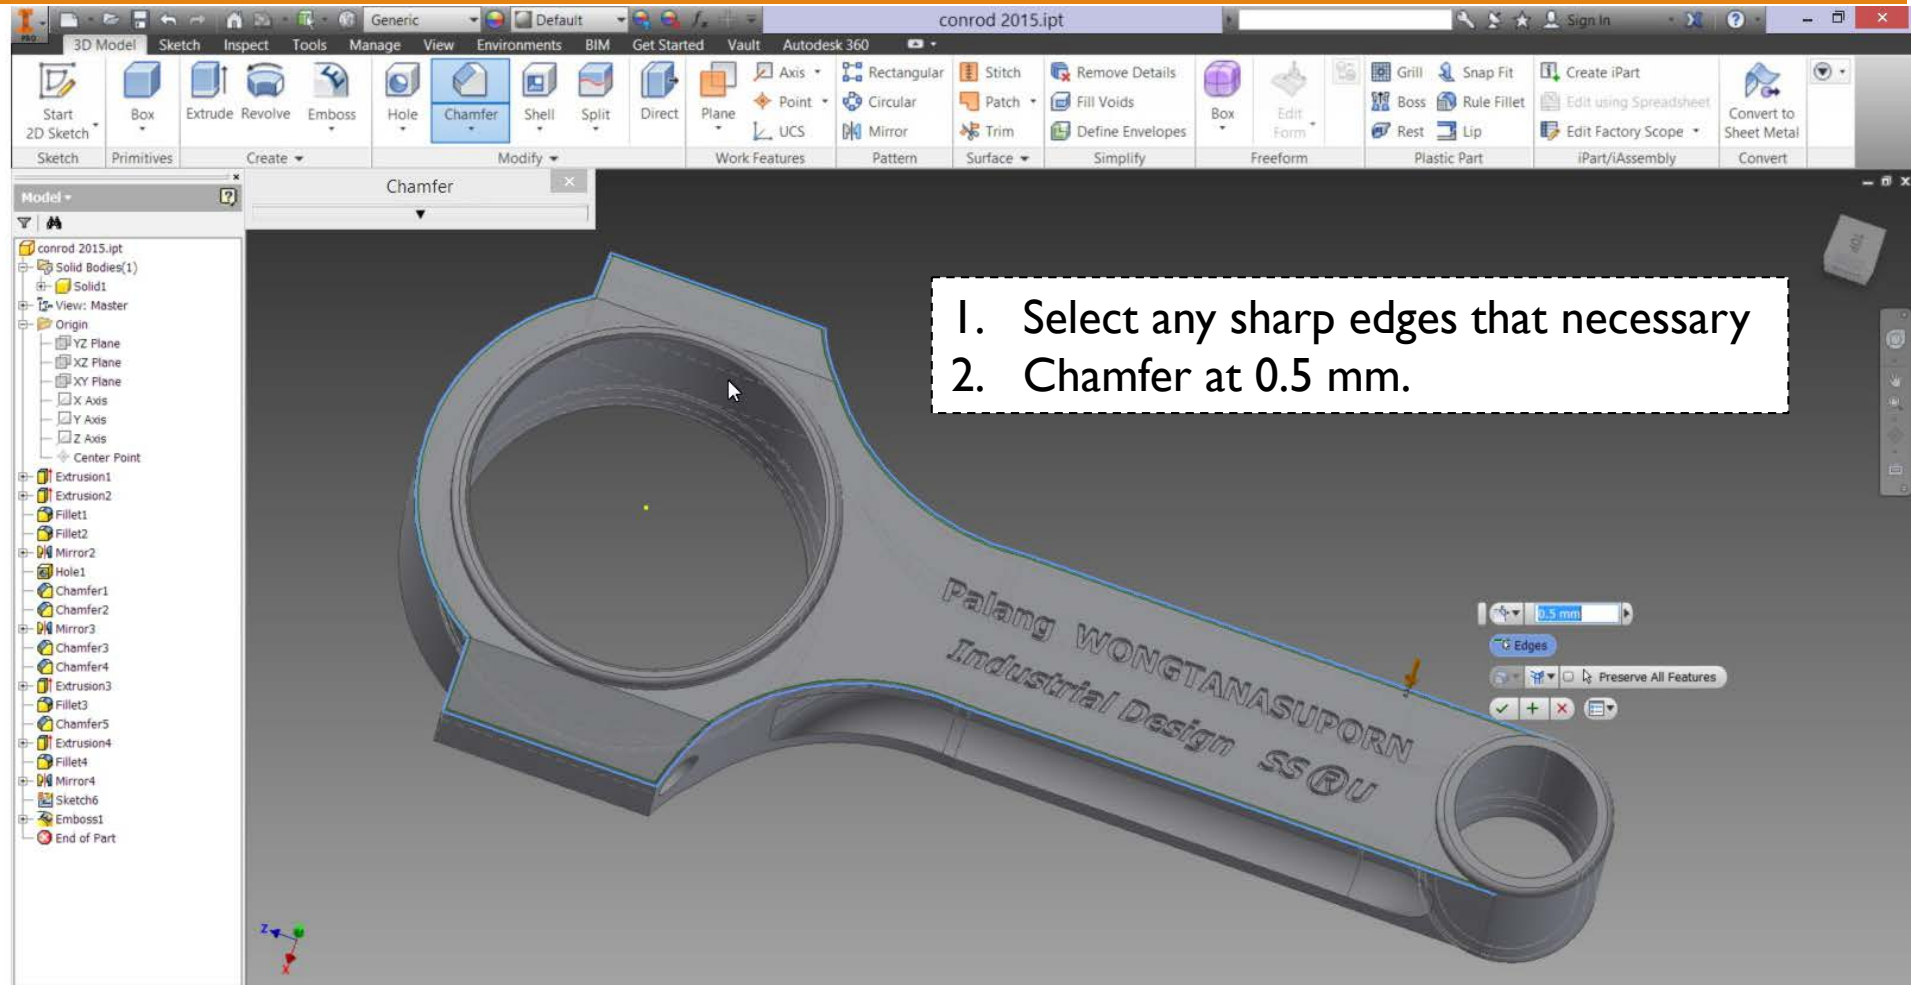 PRO
Generic
Default
conrod 2015.ipt
Sign In
3D Model Sketch Inspect Tools Manage View Environments BIM Get Started Vault Autodesk 360
Start
2D Sketch
Box
Extrude Revolve Emboss
Hole Chamfer Shell Split Direct
Plane
Axis
Point
UCS
Rectangular
Circular
Mirror
Stitch
Patch
Trim
Remove Details
Fill Voids
Define Envelopes
Box
Edit
Form
Grill Snap Fit
Boss Rule Fillet
Rest Lip
Create iPart
Edit using Spreadsheet
Edit Factory Scope
Convert to
Sheet Metal
Sketch Primitives Create Modify Work Features Pattern Surface Simplify Freeform Plastic Part iPart/iAssembly Convert
Model
Chamfer
conrod 2015.ipt
Solid Bodies(1)
Solid1
View: Master
Origin
YZ Plane
XZ Plane
XY Plane
X Axis
Y Axis
Z Axis
Center Point
Extrusion1
Extrusion2
Fillet1
Fillet2
Mirror2
Hole1
Chamfer1
Chamfer2
Mirror3
Chamfer3
Chamfer4
Extrusion3
Fillet3
Chamfer5
Extrusion4
Fillet4
Mirror4
Sketch6
Emboss1
End of Part
TOP
1. Select any sharp edges that necessary
2. Chamfer at 0.5 mm.
Palang WONGTANASUPORN
Industrial Design SS®U
0.5 mm
Edges
Preserve All Features
Z
X